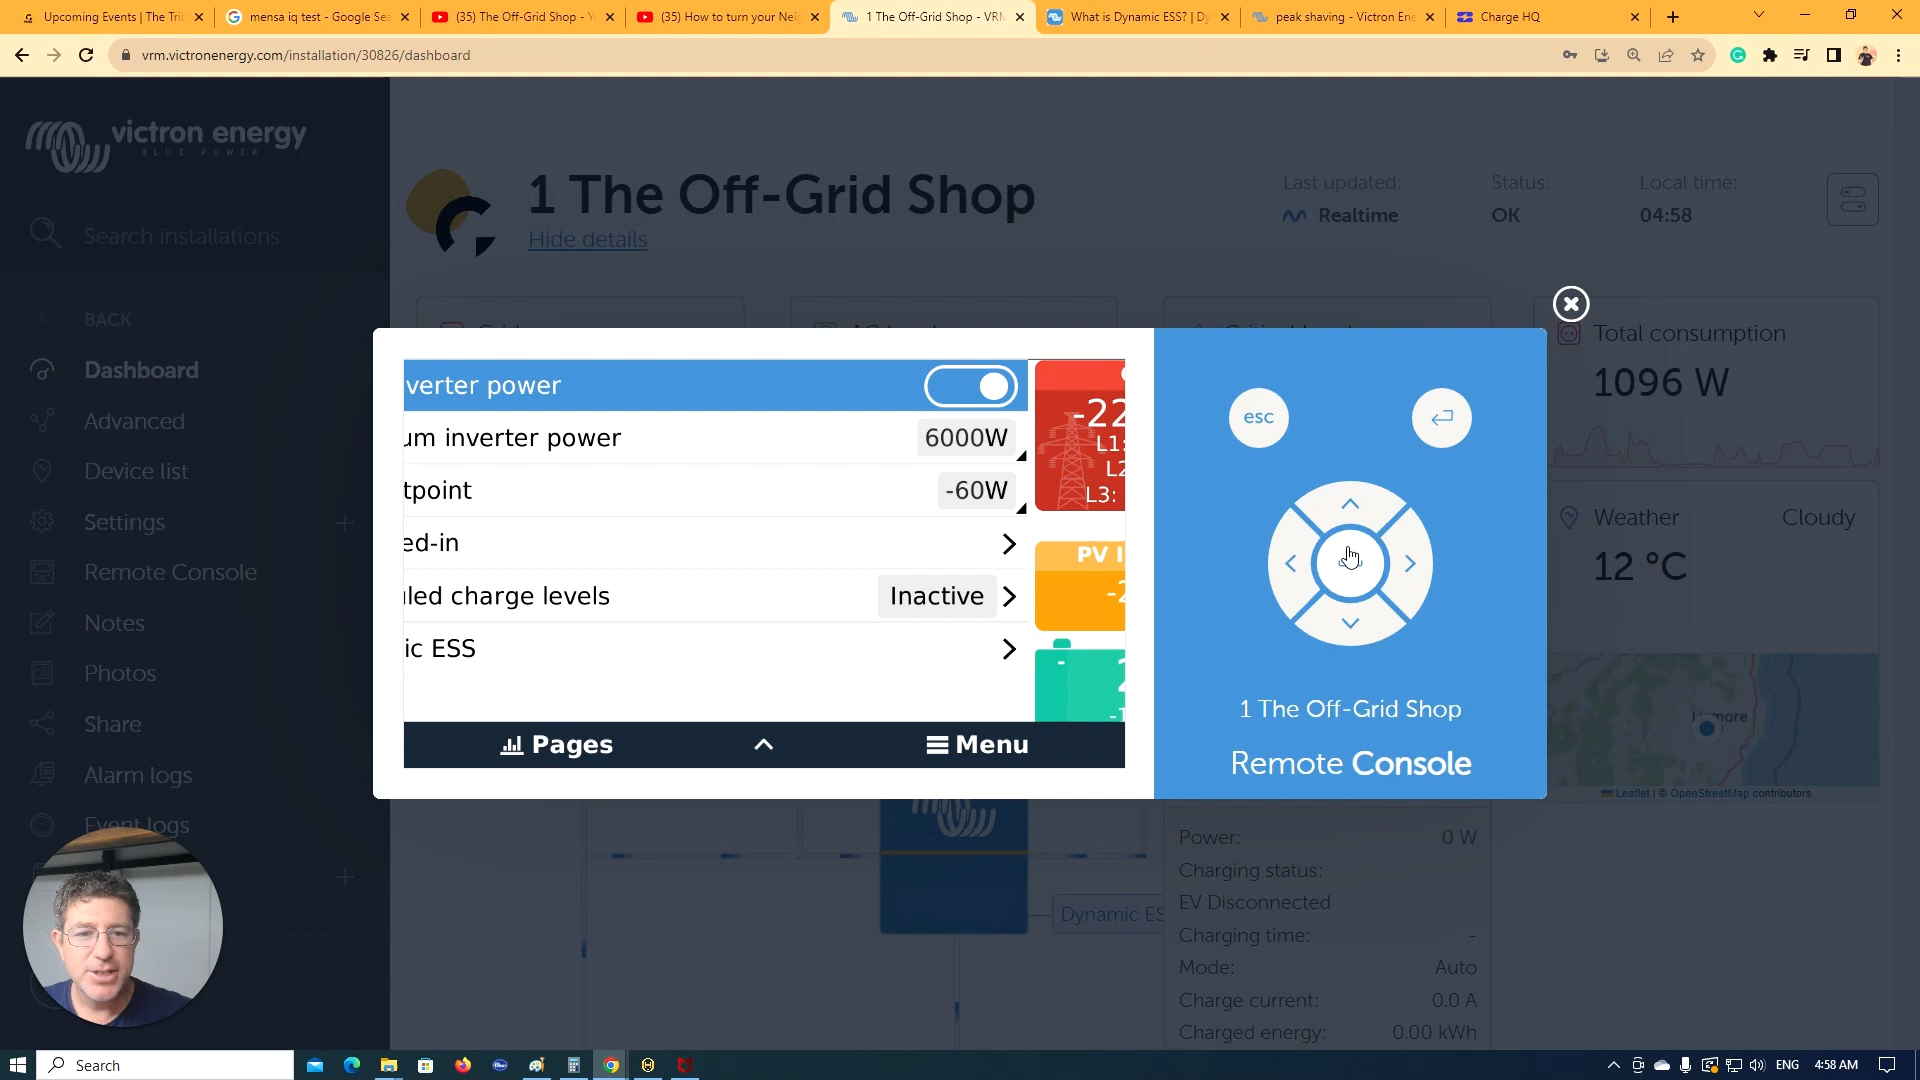 Upcoming Events | The Tri
mensa iq test - Google Sea
(35) The Off-Grid Shop - Yo
(35) How to turn your Neig
1 The Off-Grid Shop - VRM
What is Dynamic ESS? | Dy
peak shaving - Victron Ene
Charge HQ
vrm.victronenergy.com/installation/30826/dashboard
victron energy
BLUE POWER
Search installations
BACK
Dashboard
Advanced
Device list
Settings
Remote Console
Notes
Photos
Share
Alarm logs
Event logs
1 The Off-Grid Shop
Hide details
Last updated:
Realtime
Status:
OK
Local time:
04:58
Total consumption
1096 W
Weather
Cloudy
12 °C
Leaflet | © OpenStreetMap contributors
verter power
um inverter power
6000W
tpoint
-60W
ed-in
led charge levels
Inactive
ic ESS
-22
L1:
L2
L3:
PV I
Pages
Menu
esc
1 The Off-Grid Shop
Remote Console
Dynamic ES
Power:
0 W
Charging status:
EV Disconnected
Charging time:
-
Mode:
Auto
Charge current:
0.0 A
Charged energy:
0.00 kWh
Search
ENG
4:58 AM